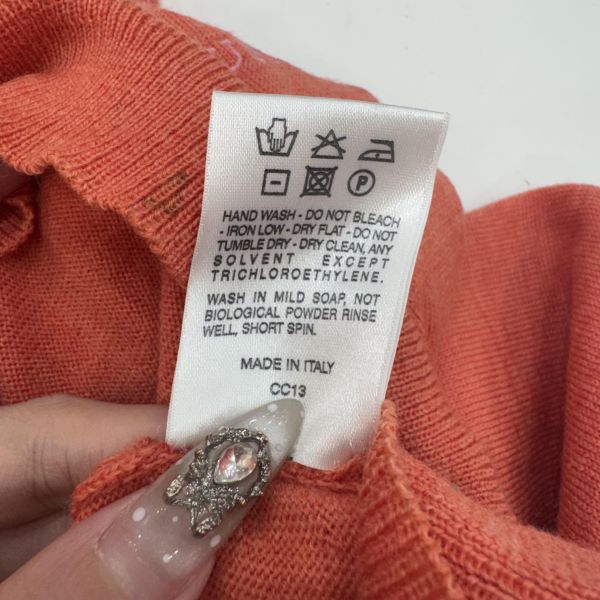 P
HAND WASH - DO NOT BLEACH
- IRON LOW - DRY FLAT - DO NOT
TUMBLE DRY - DRY CLEAN, ANY
SOLVENT EXCEPT
TRICHLOROETHYLENE.
WASH IN MILD SOAP, NOT
BIOLOGICAL POWDER RINSE
WELL, SHORT SPIN.
MADE IN ITALY
CC13